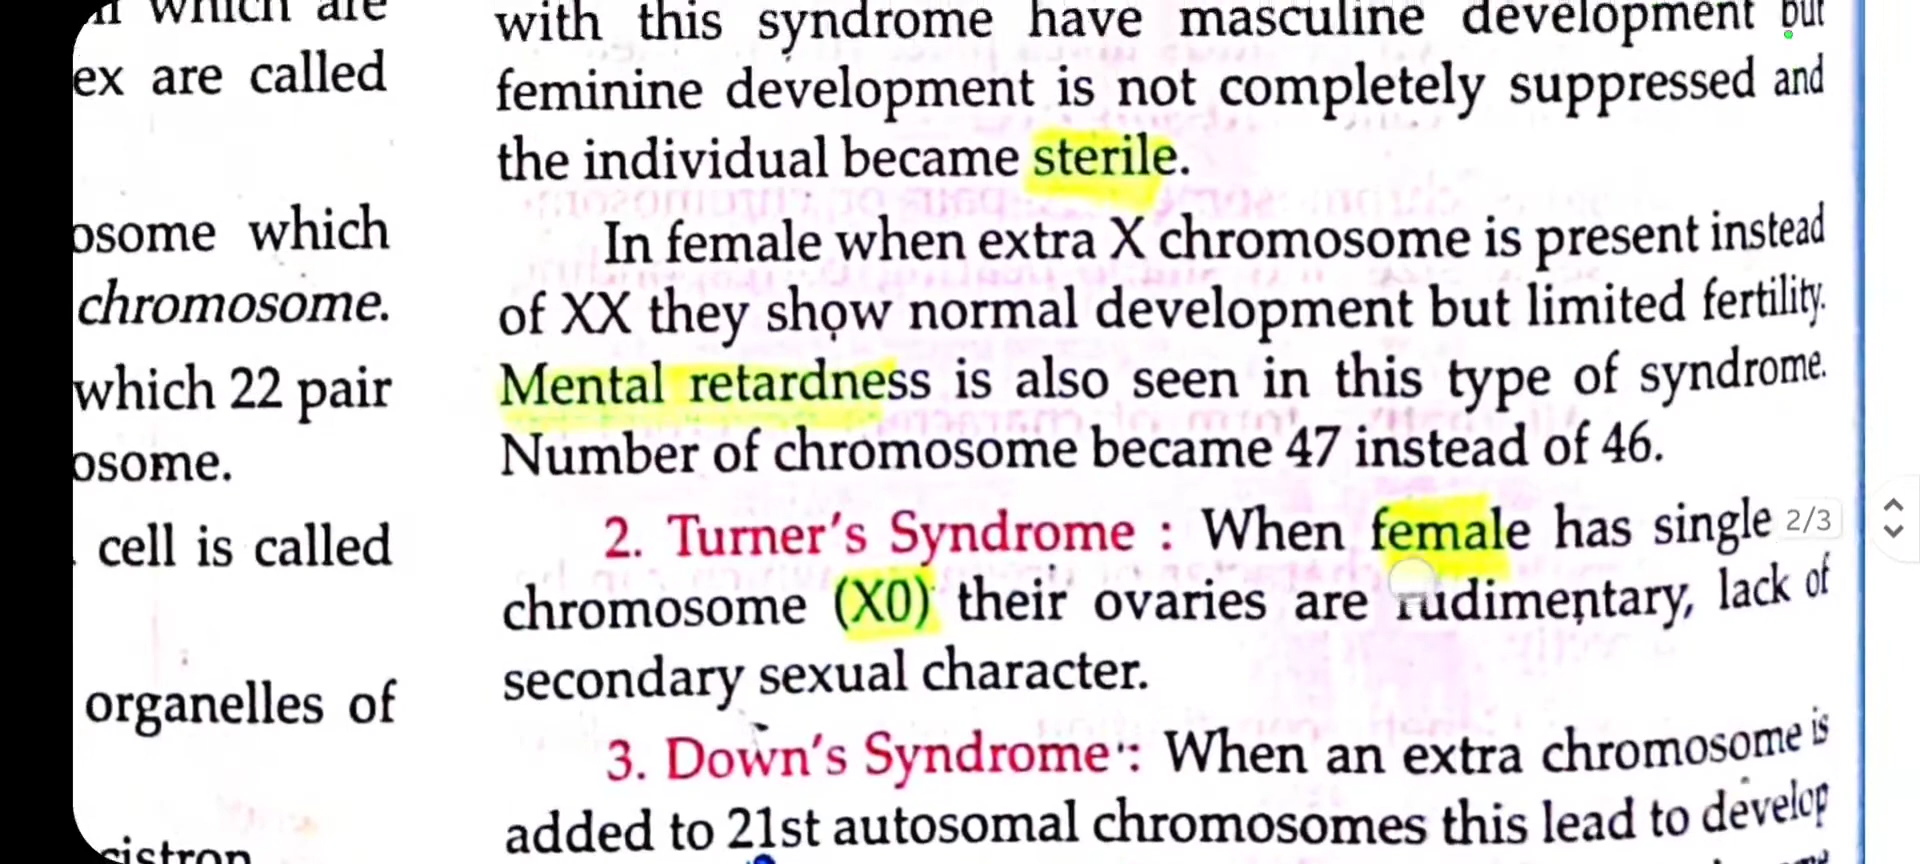 which are
ex are called
osome which
chromosome.
which 22 pair
osome.
cell is called
organelles of
cistron
with this syndrome have masculine development but
feminine development is not completely suppressed and
the individual became sterile.
In female when extra X chromosome is present instead
of XX they show normal development but limited fertility.
Mental retardness is also seen in this type of syndrome.
Number of chromosome became 47 instead of 46.
2. Turner's Syndrome : When female has single
chromosome (X0) their ovaries are rudimentary, lack of
secondary sexual character.
3. Down's Syndrome : When an extra chromosome is
added to 21st autosomal chromosomes this lead to develop
2/3